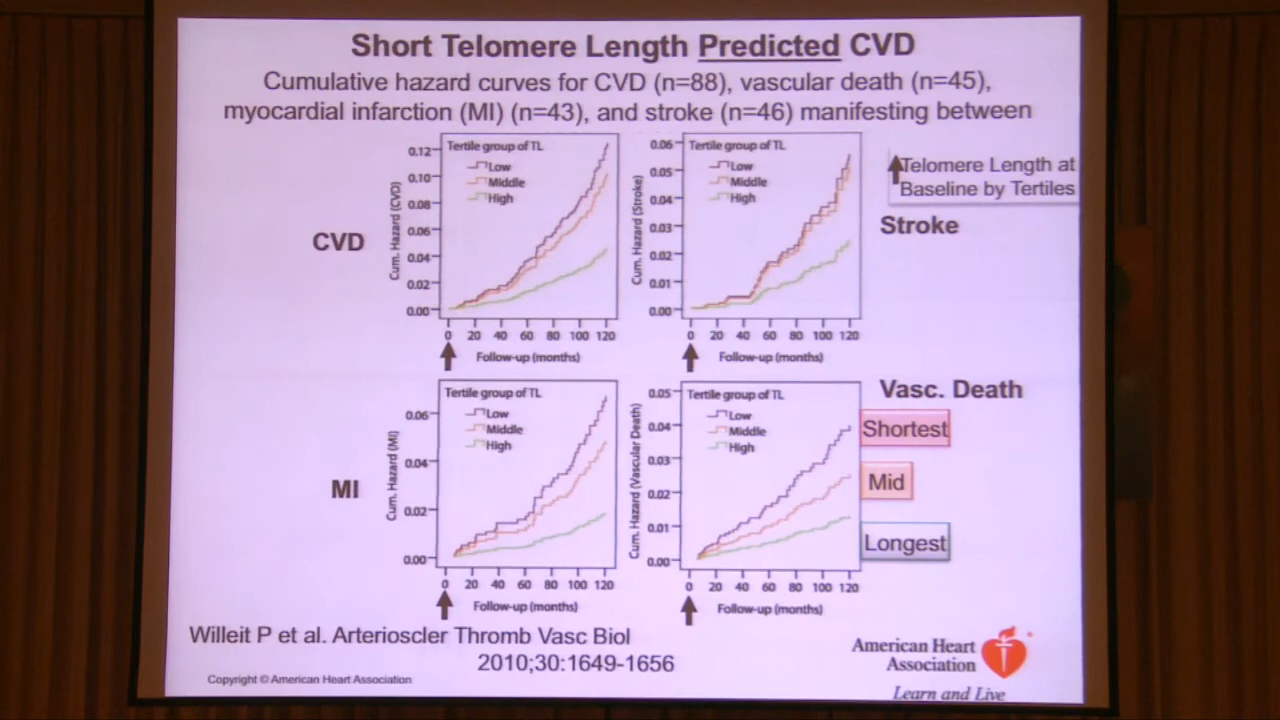 Short Telomere Length Predicted CVD
Cumulative hazard curves for CVD (n=88), vascular death (n=45),
myocardial infarction (MI) (n=43), and stroke (n=46) manifesting between
CVD
Cum. Hazard (CVD)
Tertile group of TL
Low
Middle
High
0.12
0.10
0.08
0.06
0.04
0.02
0.00
0 20 40 60 80 100 120
Follow-up (months)
Cum. Hazard (Stroke)
Tertile group of TL
Low
Middle
High
0.06
0.05
0.04
0.03
0.02
0.01
0.00
0 20 40 60 80 100 120
Follow-up (months)
Telomere Length at
Baseline by Tertiles
Stroke
MI
Cum. Hazard (MI)
Tertile group of TL
Low
Middle
High
0.06
0.04
0.02
0.00
0 20 40 60 80 100 120
Follow-up (months)
Cum. Hazard (Vascular Death)
Tertile group of TL
Low
Middle
High
0.05
0.04
0.03
0.02
0.01
0.00
0 20 40 60 80 100 120
Follow-up (months)
Vasc. Death
Shortest
Mid
Longest
Willeit P et al. Arterioscler Thromb Vasc Biol
2010;30:1649-1656
Copyright © American Heart Association
American Heart
Association
Learn and Live